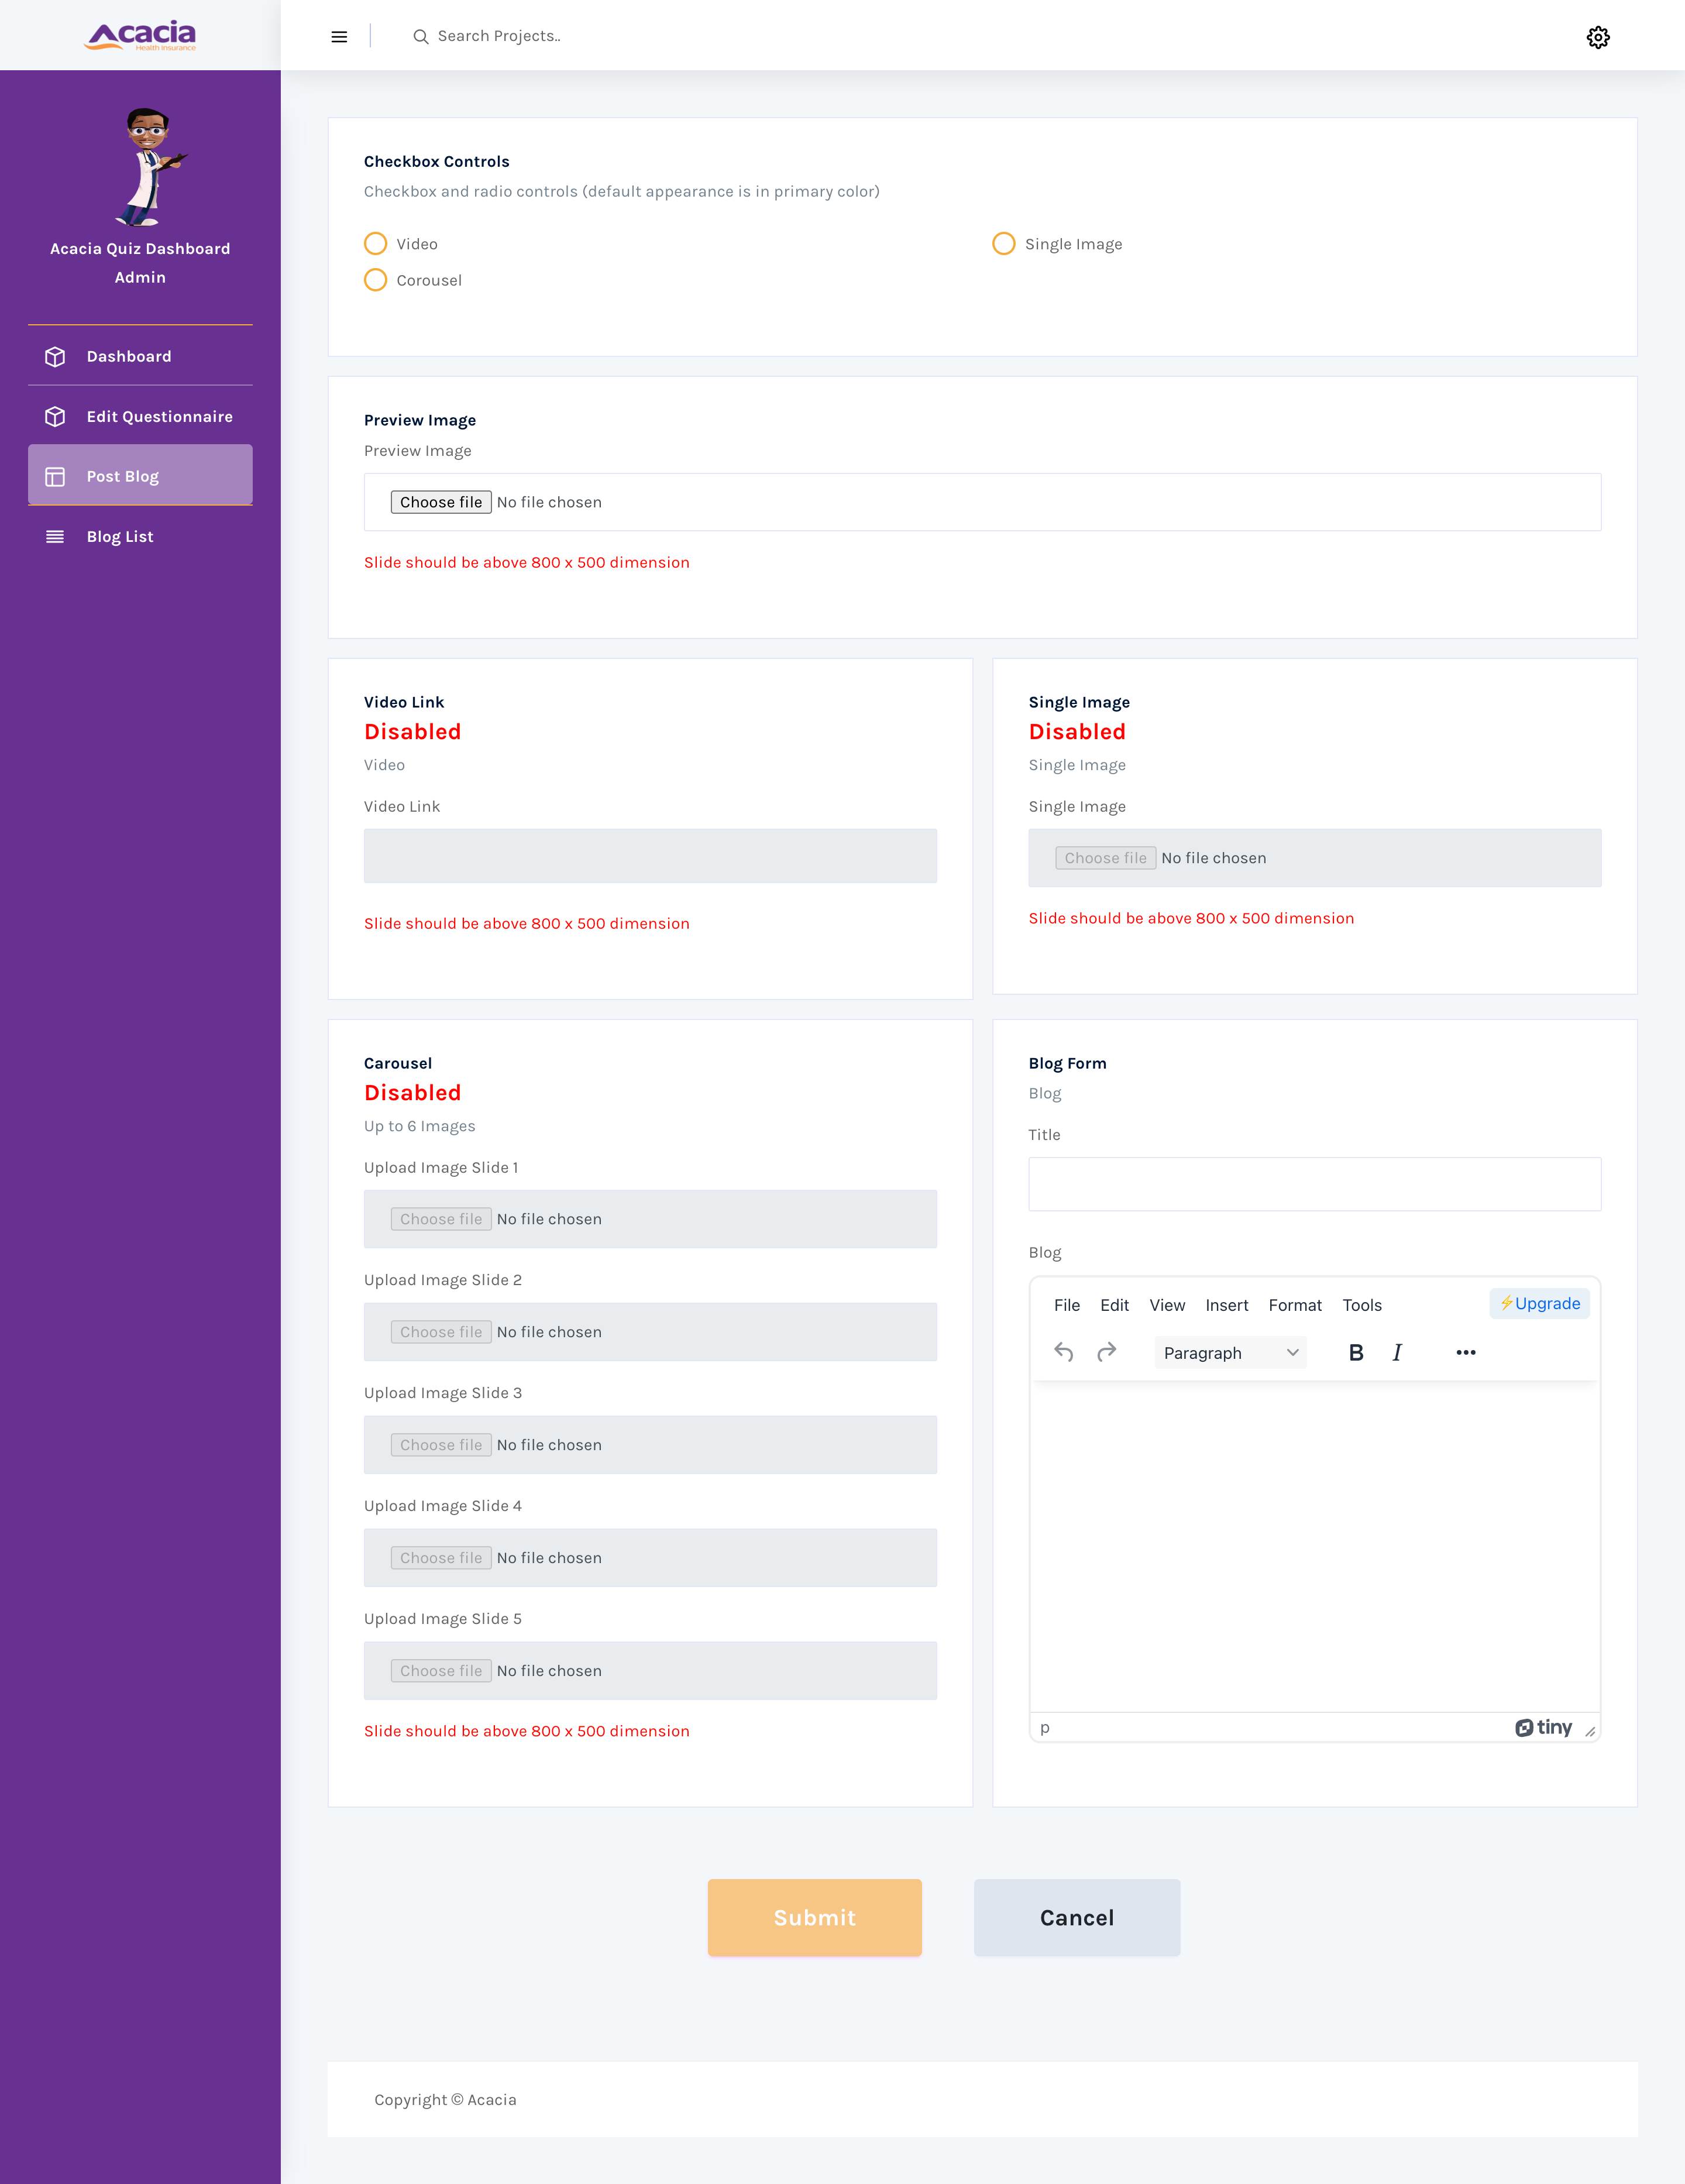 Acacia
Health Insurance
Search Projects..
Acacia Quiz Dashboard
Admin
Dashboard
Edit Questionnaire
Post Blog
Blog List
Checkbox Controls
Checkbox and radio controls (default appearance is in primary color)
Video
Single Image
Corousel
Preview Image
Preview Image
Choose file No file chosen
Slide should be above 800 x 500 dimension
Video Link
Disabled
Video
Video Link
Slide should be above 800 x 500 dimension
Single Image
Disabled
Single Image
Single Image
Choose file No file chosen
Slide should be above 800 x 500 dimension
Carousel
Disabled
Up to 6 Images
Upload Image Slide 1
Choose file No file chosen
Upload Image Slide 2
Choose file No file chosen
Upload Image Slide 3
Choose file No file chosen
Upload Image Slide 4
Choose file No file chosen
Upload Image Slide 5
Choose file No file chosen
Slide should be above 800 x 500 dimension
Blog Form
Blog
Title
Blog
File Edit View Insert Format Tools ⚡Upgrade
Paragraph B I
p tiny
Submit
Cancel
Copyright © Acacia